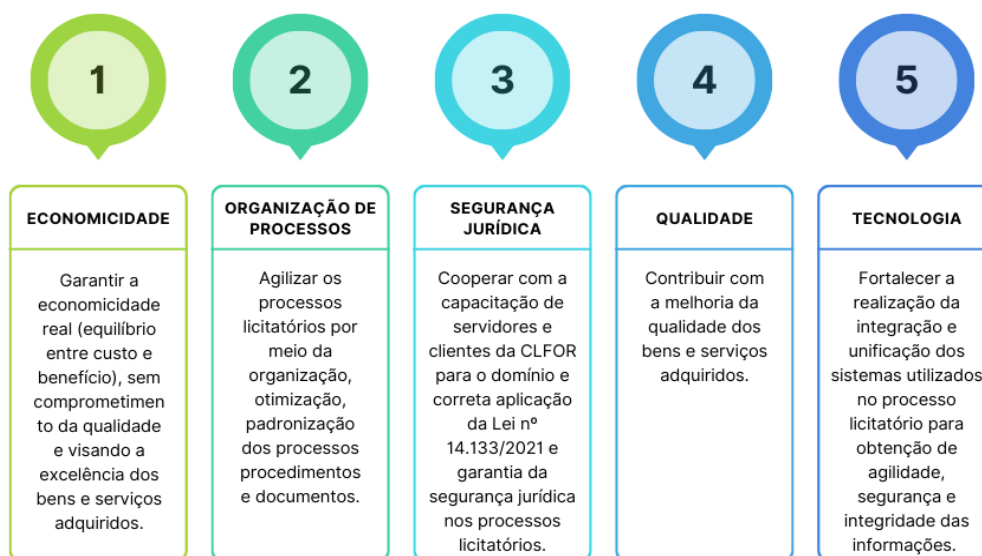 1
2
3
4
5
ECONOMICIDADE
Garantir a
economicidade
real (equilíbrio
entre custo e
benefício), sem
comprometimen
to da qualidade
e visando a
excelência dos
bens e serviços
adquiridos.
ORGANIZAÇÃO DE
PROCESSOS
Agilizar os
processos
licitatórios por
meio da
organização,
otimização,
padronização
dos processos
procedimentos
e documentos.
SEGURANÇA
JURÍDICA
Cooperar com a
capacitação de
servidores e
clientes da CLFOR
para o domínio e
correta aplicação
da Lei nº
14.133/2021 e
garantia da
segurança jurídica
nos processos
licitatórios.
QUALIDADE
Contribuir com
a melhoria da
qualidade dos
bens e serviços
adquiridos.
TECNOLOGIA
Fortalecer a
realização da
integração e
unificação dos
sistemas utilizados
no processo
licitatório para
obtenção de
agilidade,
segurança e
integridade das
informações.